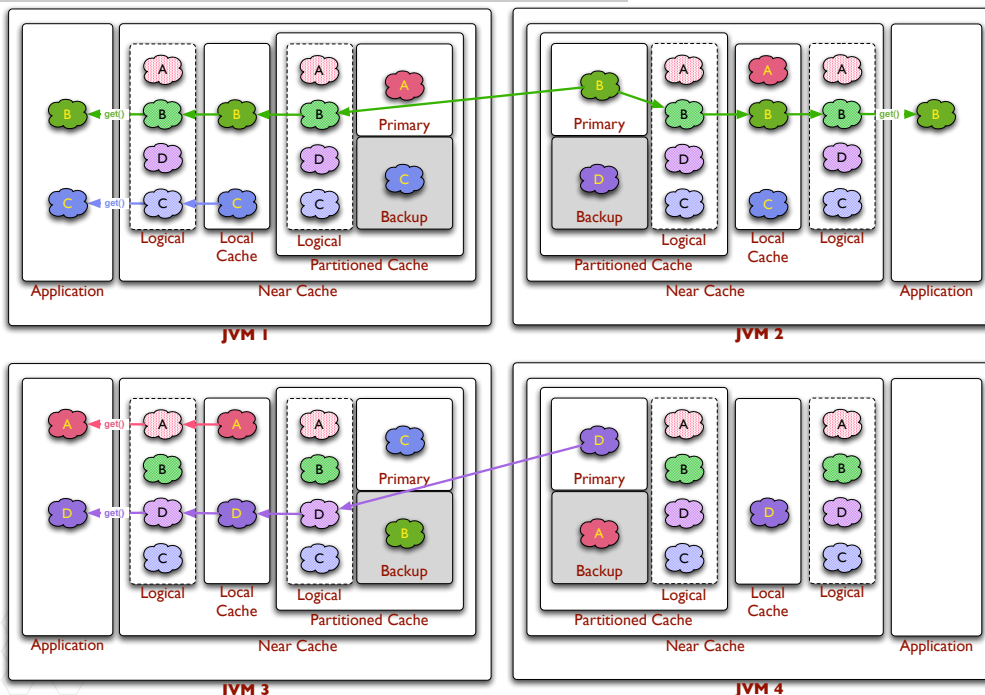 A A A A A A
B get() B B B B B B B get() B
Primary Primary
D D D D
C get() C C C C D C C C
Backup Backup
Logical Local Cache Logical Logical Local Cache Logical
Partitioned Cache Partitioned Cache
Application Near Cache Near Cache Application
JVM 1 JVM 2
A get() A A A A A
B B C D B B
Primary Primary
D get() D D D D D D
C C B A C C
Backup Backup
Logical Local Cache Logical Logical Local Cache Logical
Partitioned Cache Partitioned Cache
Application Near Cache Near Cache Application
JVM 3 JVM 4